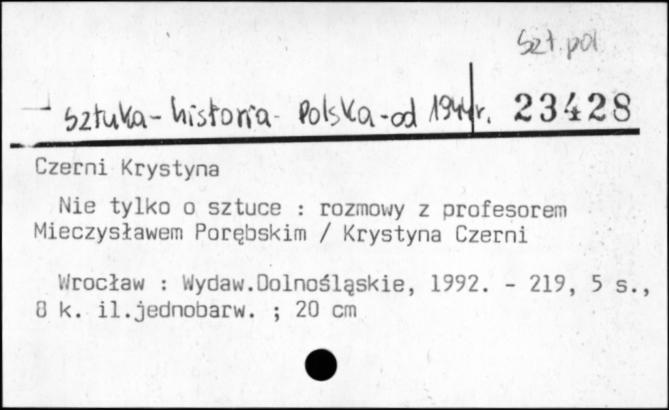 Szt. pol
— Sztuka - historia - Polska - od 1944 r. 23428
Czerni Krystyna
Nie tylko o sztuce : rozmowy z profesorem
Mieczysławem Porębskim / Krystyna Czerni
Wrocław : Wydaw.Dolnośląskie, 1992. - 219, 5 s.,
8 k. il.jednobarw. ; 20 cm